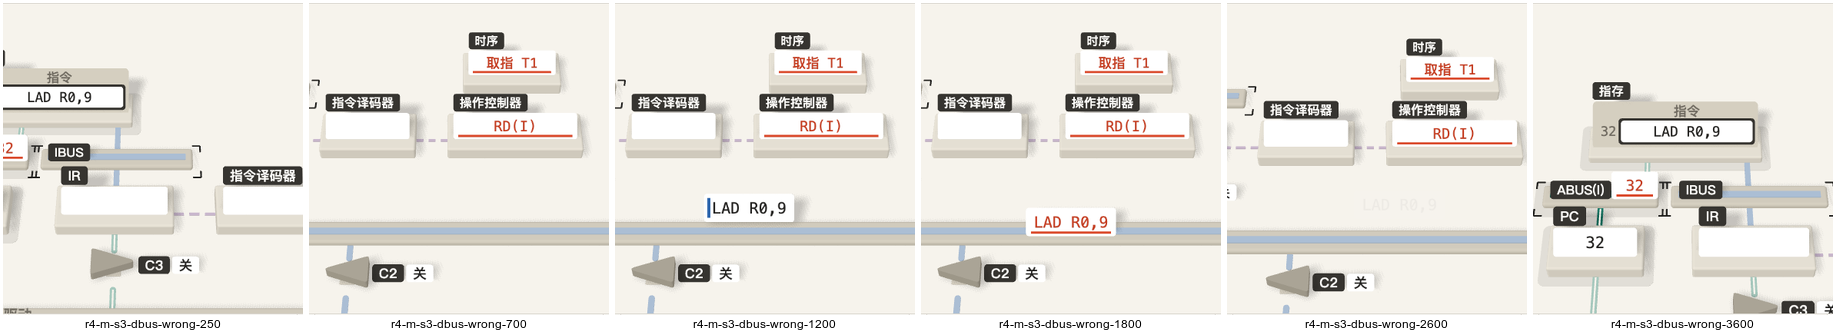 指令
LAD R0,9
32
IBUS
IR
指令译码器
C3 关
驱动
r4-m-s3-dbus-wrong-250
时序
取指 T1
指令译码器
操作控制器
RD(I)
C2 关
r4-m-s3-dbus-wrong-700
时序
取指 T1
指令译码器
操作控制器
RD(I)
LAD R0,9
C2 关
r4-m-s3-dbus-wrong-1200
时序
取指 T1
指令译码器
操作控制器
RD(I)
LAD R0,9
C2 关
r4-m-s3-dbus-wrong-1800
时序
取指 T1
指令译码器
操作控制器
RD(I)
LAD R0,9
C2 关
r4-m-s3-dbus-wrong-2600
指存
指令
32 LAD R0,9
ABUS(I) 32
IBUS
PC
IR
32
C3 关
r4-m-s3-dbus-wrong-3600